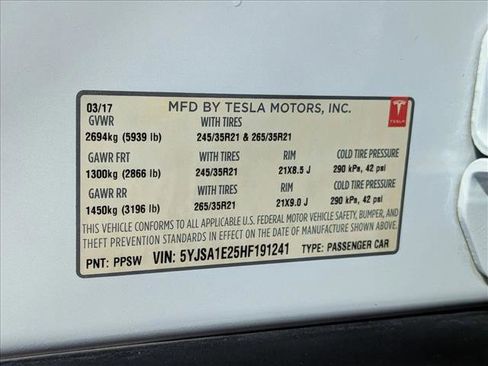 03/17 MFD BY TESLA MOTORS, INC.
TESLA
GVWR WITH TIRES
2694kg (5939 lb) 245/35R21 & 265/35R21
GAWR FRT WITH TIRES RIM COLD TIRE PRESSURE
1300kg (2866 lb) 245/35R21 21X8.5 J 290 kPa, 42 psi
GAWR RR WITH TIRES RIM COLD TIRE PRESSURE
1450kg (3196 lb) 265/35R21 21X9.0 J 290 kPa, 42 psi
THIS VEHICLE CONFORMS TO ALL APPLICABLE U.S. FEDERAL MOTOR VEHICLE SAFETY, BUMPER, AND
THEFT PREVENTION STANDARDS IN EFFECT ON THE DATE OF MANUFACTURE SHOWN ABOVE.
PNT: PPSW VIN: 5YJSA1E25HF191241 TYPE: PASSENGER CAR